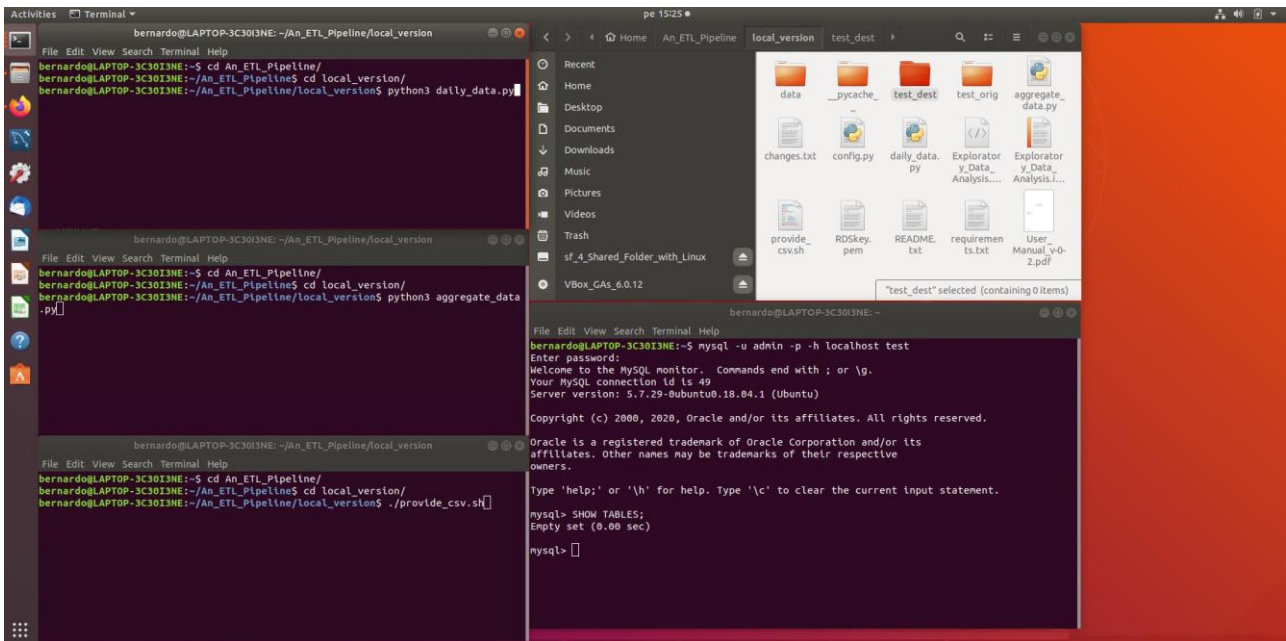 Activities Terminal pe 15:25
bernardo@LAPTOP-3C30I3NE: ~/An_ETL_Pipeline/local_version
File Edit View Search Terminal Help
bernardo@LAPTOP-3C30I3NE:~$ cd An_ETL_Pipeline/
bernardo@LAPTOP-3C30I3NE:~/An_ETL_Pipeline$ cd local_version/
bernardo@LAPTOP-3C30I3NE:~/An_ETL_Pipeline/local_version$ python3 daily_data.py
bernardo@LAPTOP-3C30I3NE: ~/An_ETL_Pipeline/local_version
File Edit View Search Terminal Help
bernardo@LAPTOP-3C30I3NE:~$ cd An_ETL_Pipeline/
bernardo@LAPTOP-3C30I3NE:~/An_ETL_Pipeline$ cd local_version/
bernardo@LAPTOP-3C30I3NE:~/An_ETL_Pipeline/local_version$ python3 aggregate_data
.py
bernardo@LAPTOP-3C30I3NE: ~/An_ETL_Pipeline/local_version
File Edit View Search Terminal Help
bernardo@LAPTOP-3C30I3NE:~$ cd An_ETL_Pipeline/
bernardo@LAPTOP-3C30I3NE:~/An_ETL_Pipeline$ cd local_version/
bernardo@LAPTOP-3C30I3NE:~/An_ETL_Pipeline/local_version$ ./provide_csv.sh
Home An_ETL_Pipeline local_version test_dest
Recent
Home
Desktop
Documents
Downloads
Music
Pictures
Videos
Trash
sf_4_Shared_Folder_with_Linux
VBox_GAs_6.0.12
data __pycache_ test_dest test_orig aggregate_
_ data.py
changes.txt config.py daily_data. Explorator Explorator
py y_Data_ y_Data_
Analysis.... Analysis.i...
provide_ RDSkey. README. requiremen User_
csv.sh pem txt ts.txt Manual_v-0-
2.pdf
"test_dest" selected (containing 0 items)
bernardo@LAPTOP-3C30I3NE: ~
File Edit View Search Terminal Help
bernardo@LAPTOP-3C30I3NE:~$ mysql -u admin -p -h localhost test
Enter password:
Welcome to the MySQL monitor. Commands end with ; or \g.
Your MySQL connection id is 49
Server version: 5.7.29-0ubuntu0.18.04.1 (Ubuntu)
Copyright (c) 2000, 2020, Oracle and/or its affiliates. All rights reserved.
Oracle is a registered trademark of Oracle Corporation and/or its
affiliates. Other names may be trademarks of their respective
owners.
Type 'help;' or '\h' for help. Type '\c' to clear the current input statement.
mysql> SHOW TABLES;
Empty set (0.00 sec)
mysql>